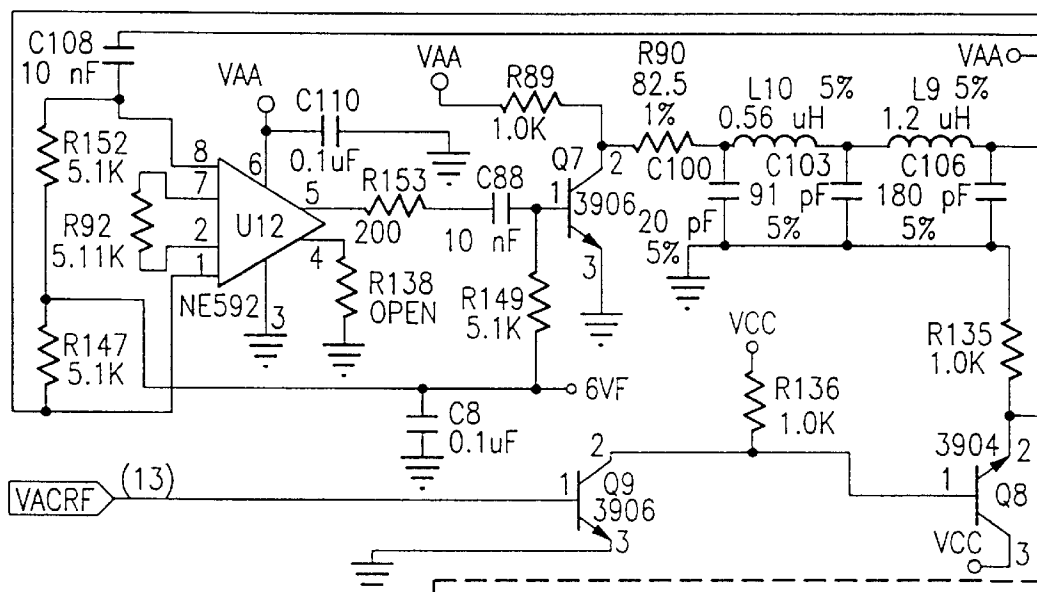 C108
10 nF
VAA
VAA
R90
82.5
1%
VAA
R89
1.0K
L10 5%
0.56 uH
L9 5%
1.2 uH
C110
0.1uF
R152
5.1K
8
6
7
R92
5.11K
U12
2
1
5
4
3
NE592
R153
200
C88
10 nF
Q7
2
1
3906
3
C100
20 pF
5%
C103
91 pF
5%
C106
180 pF
5%
R138
OPEN
R149
5.1K
R147
5.1K
6VF
C8
0.1uF
VCC
R136
1.0K
R135
1.0K
VACRF
(13)
2
1
Q9
3906
3
3904
2
1
Q8
VCC
3